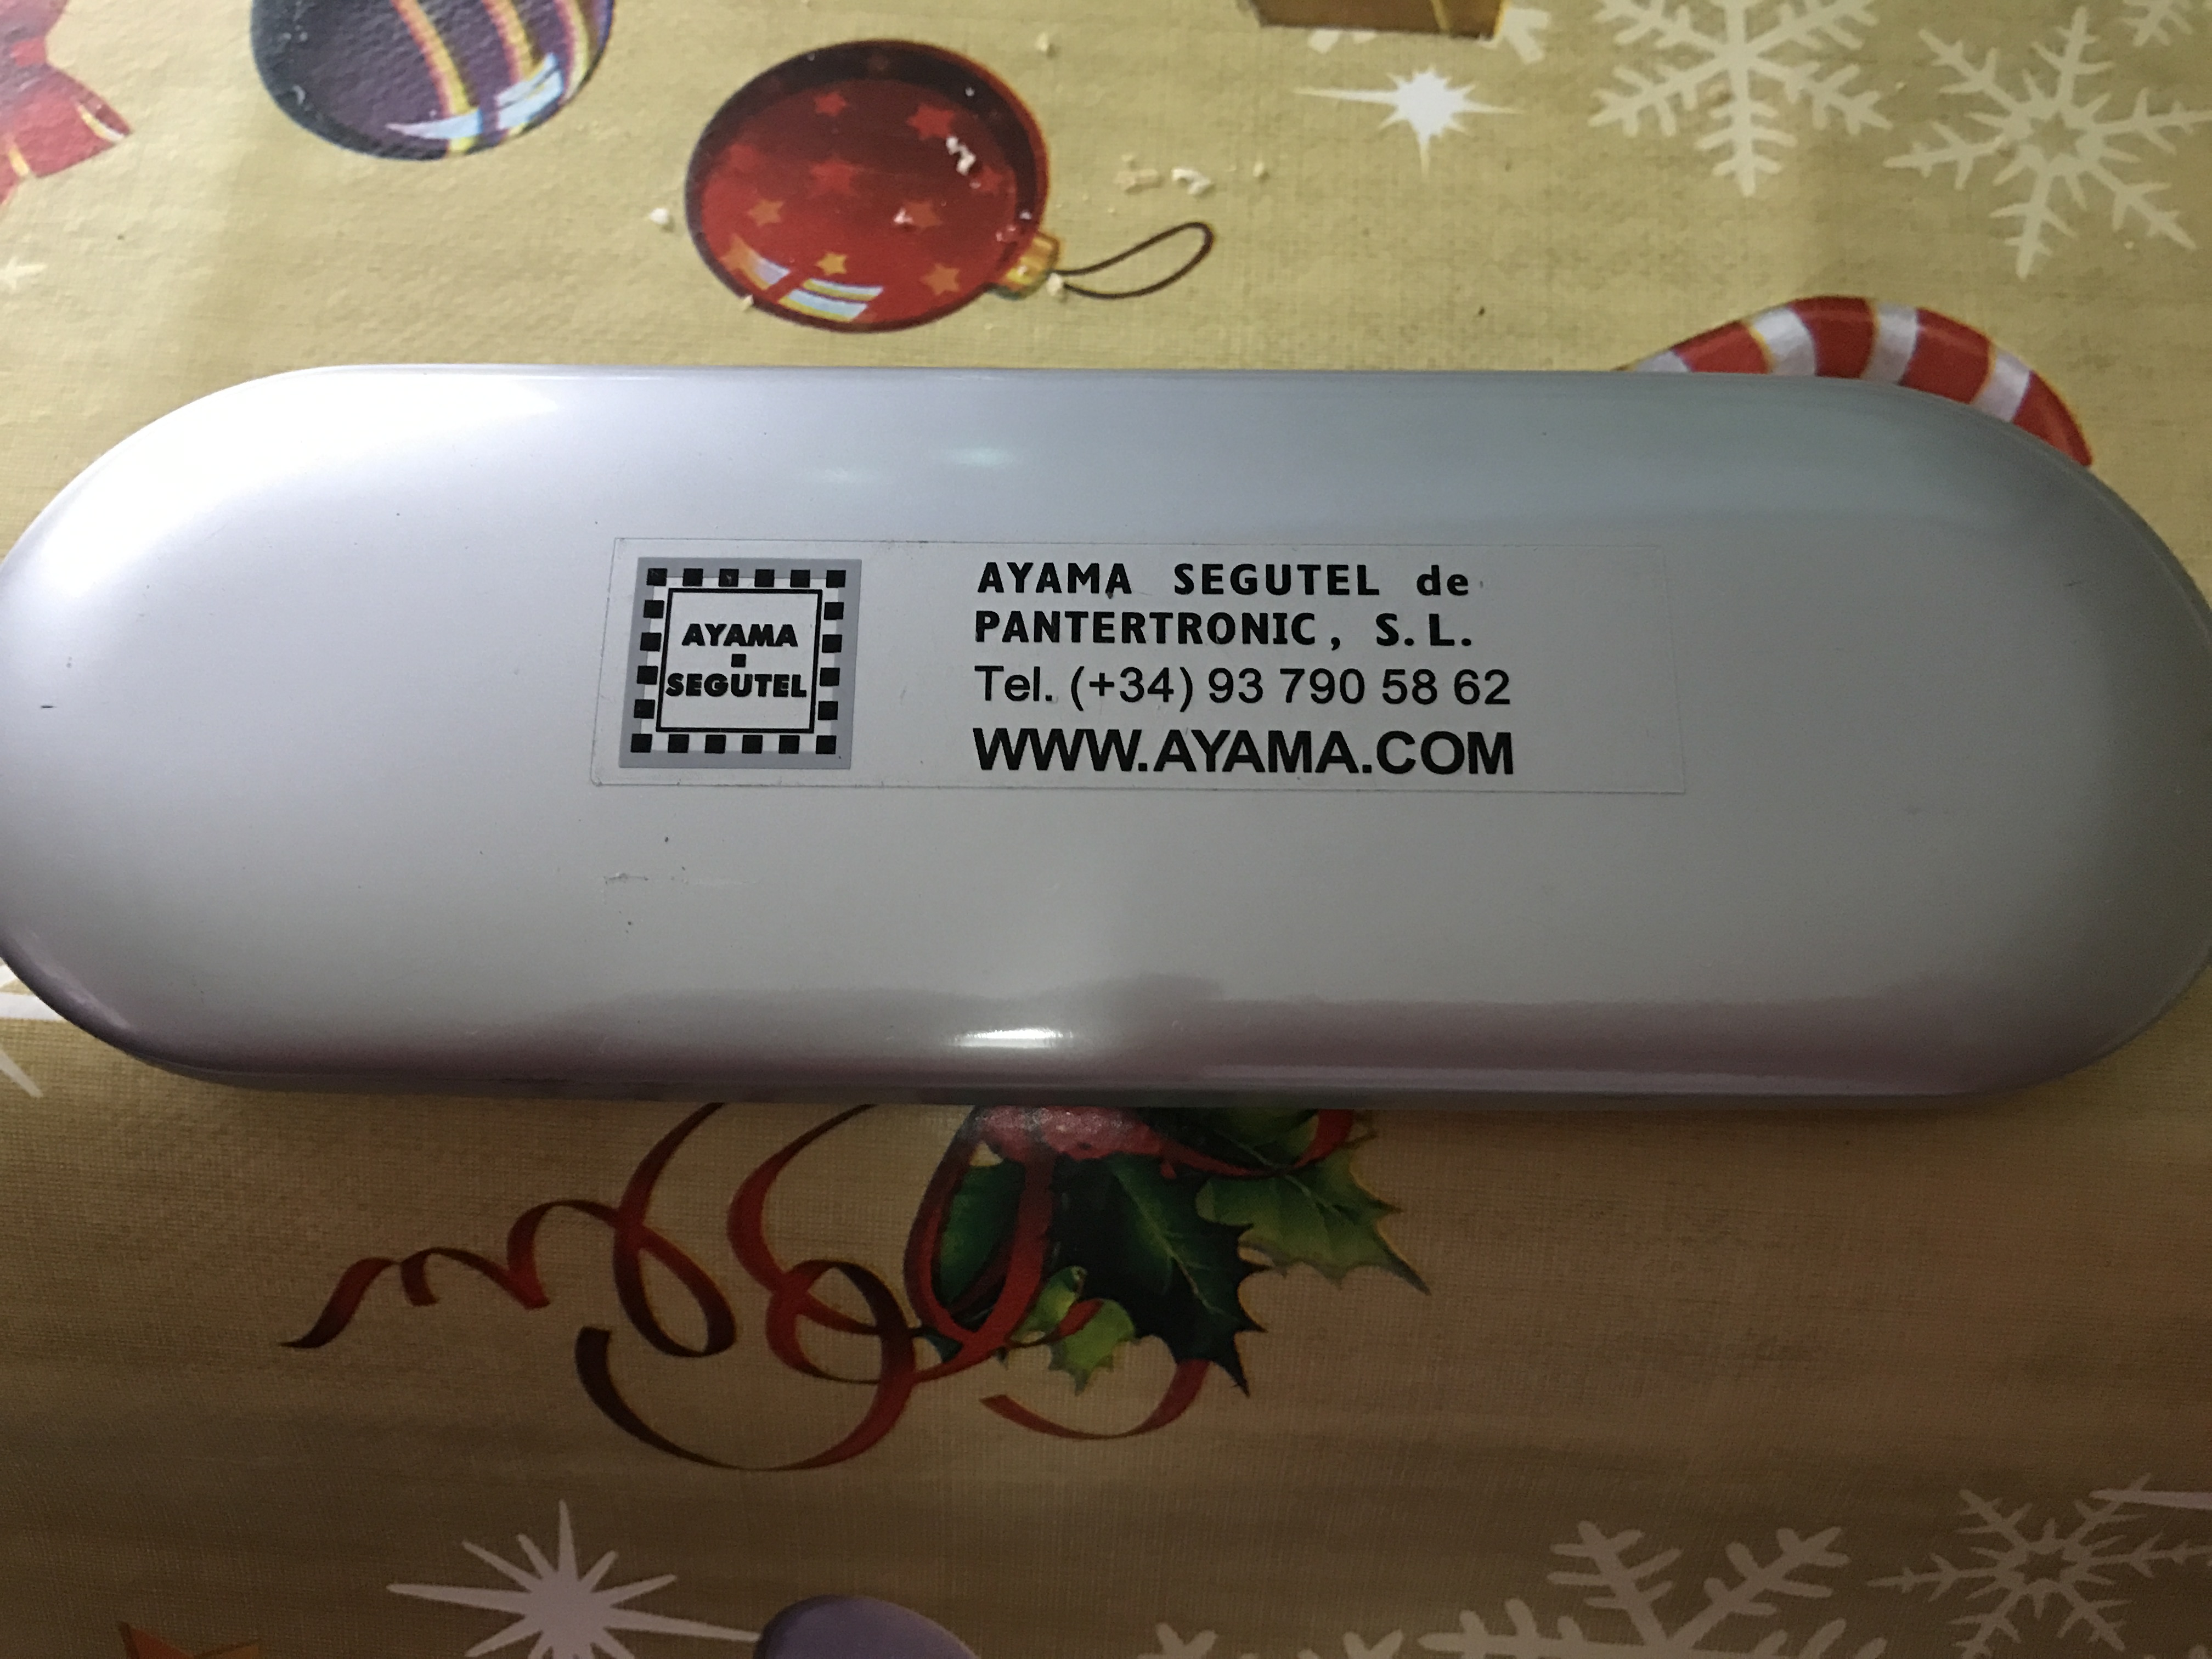 AYAMA
SEGUTEL
AYAMA SEGUTEL de
PANTERTRONIC, S.L.
Tel. (+34) 93 790 58 62
WWW.AYAMA.COM